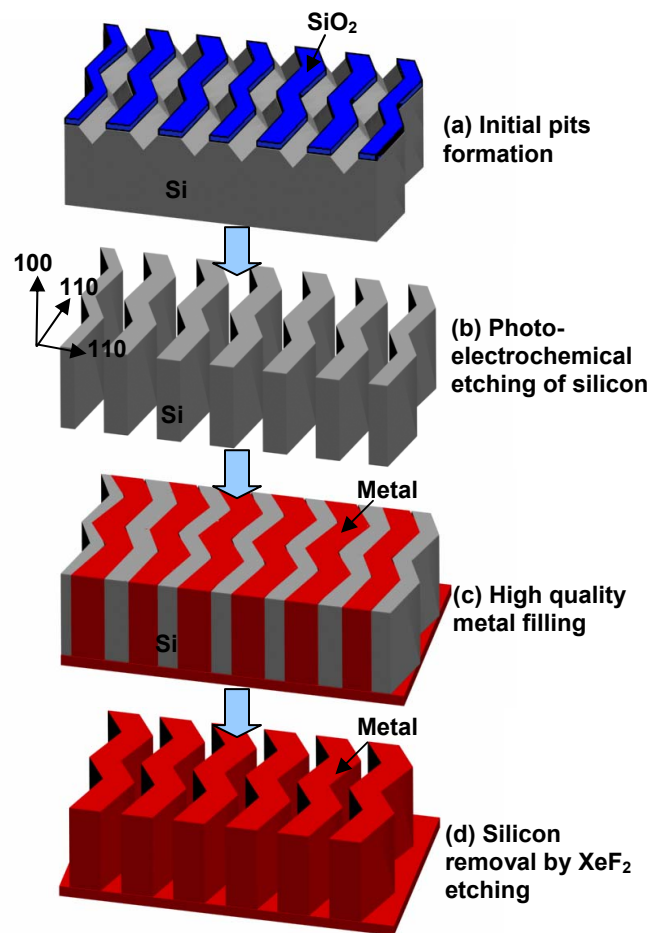 SiO₂
(a) Initial pits
formation
Si
100
110
110
(b) Photo-
electrochemical
etching of silicon
Si
Metal
(c) High quality
metal filling
Si
Metal
(d) Silicon
removal by XeF₂
etching